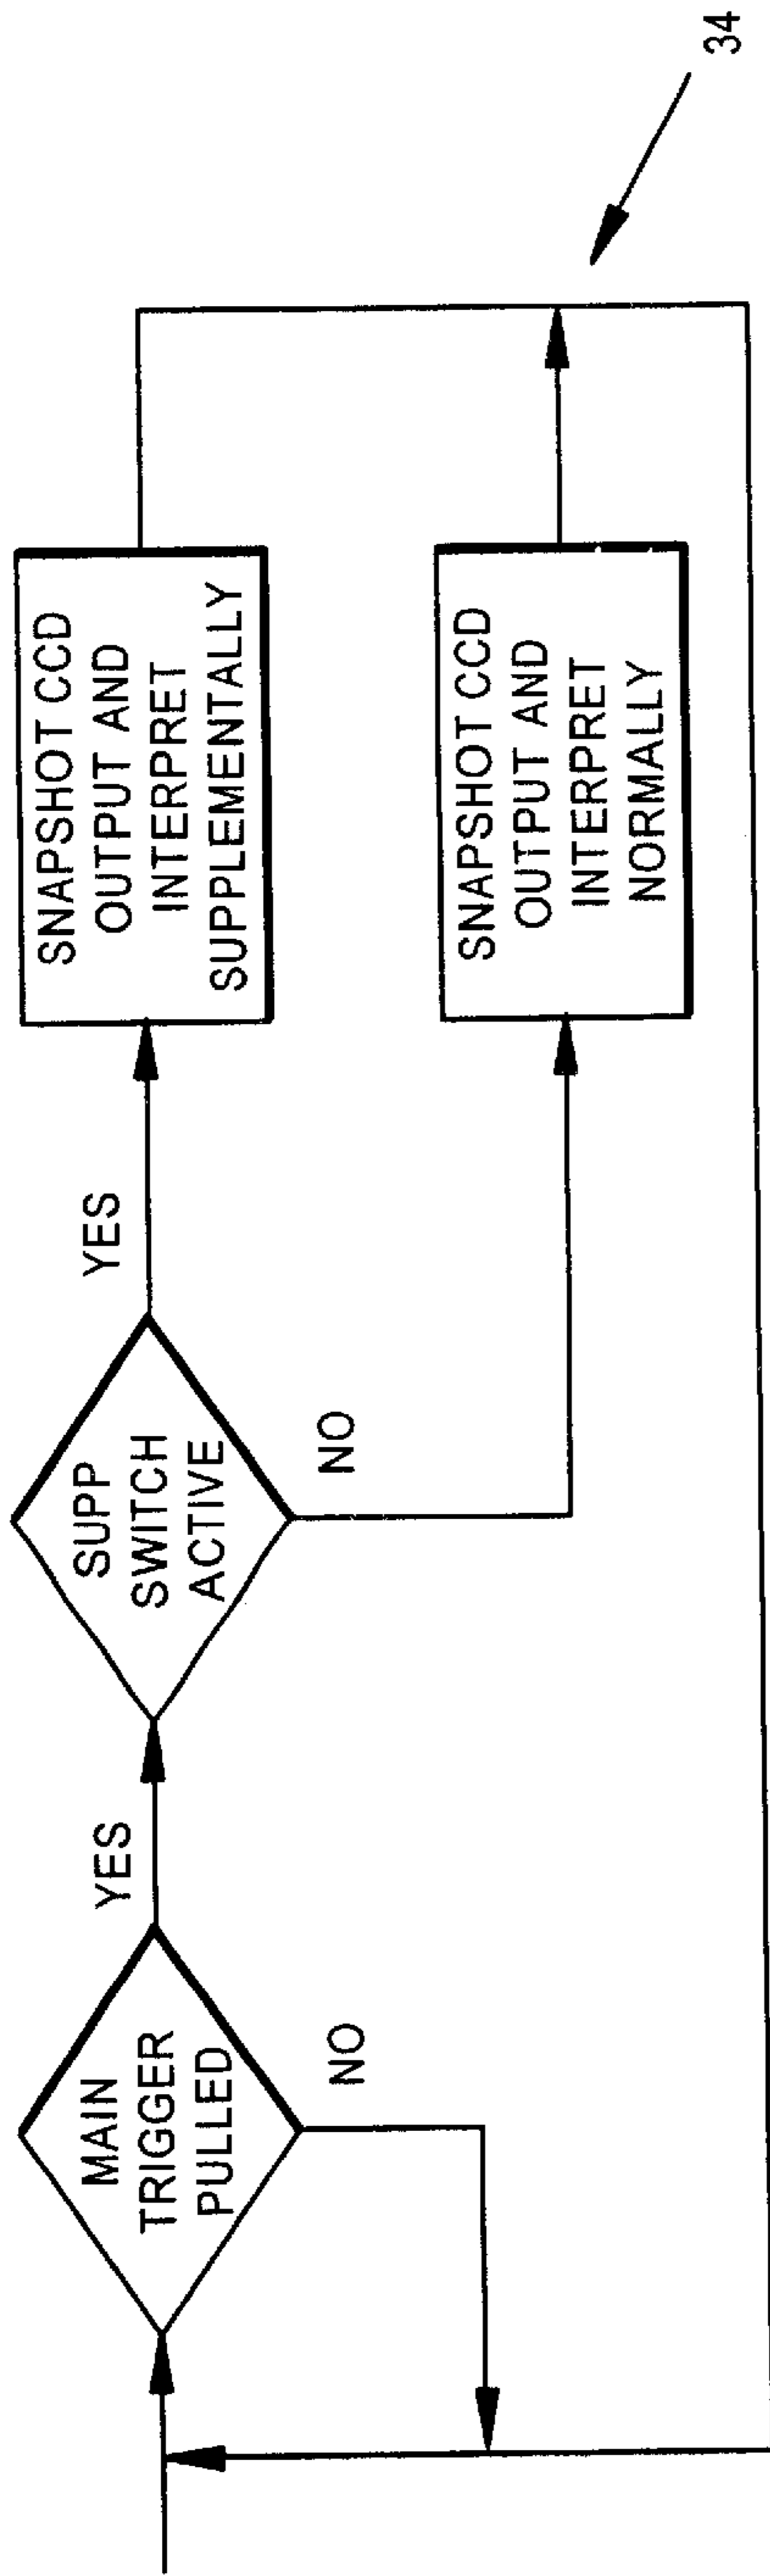 MAIN
TRIGGER
PULLED
YES
NO
SUPP
SWITCH
ACTIVE
YES
NO
SNAPSHOT CCD
OUTPUT AND
INTERPRET
SUPPLEMENTALLY
SNAPSHOT CCD
OUTPUT AND
INTERPRET
NORMALLY
34